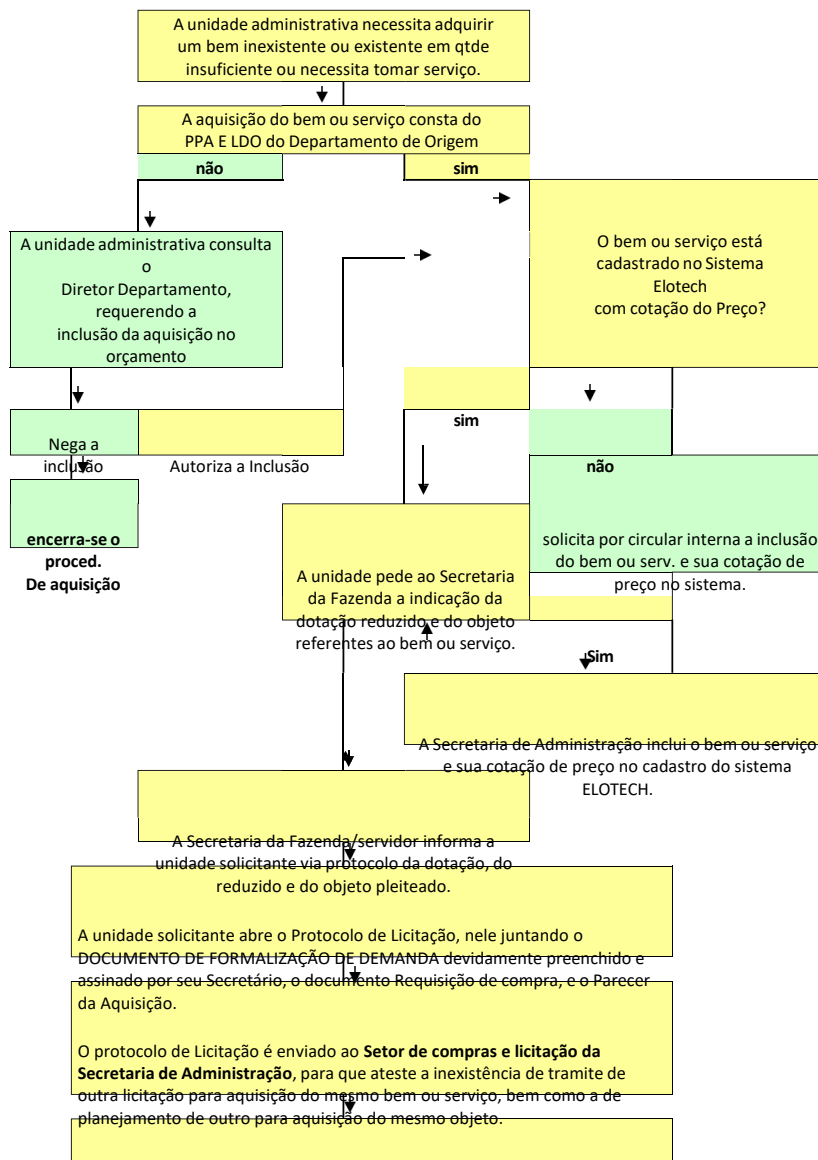 A unidade administrativa necessita adquirir
um bem inexistente ou existente em qtde
insuficiente ou necessita tomar serviço.
A aquisição do bem ou serviço consta do
PPA E LDO do Departamento de Origem
não
sim
A unidade administrativa consulta
o
Diretor Departamento,
requerendo a
inclusão da aquisição no
orçamento
O bem ou serviço está
cadastrado no Sistema
Elotech
com cotação do Preço?
Nega a
inclusão
Autoriza a Inclusão
sim
não
encerra-se o
proced.
De aquisição
solicita por circular interna a inclusão
do bem ou serv. e sua cotação de
preço no sistema.
A unidade pede ao Secretaria
da Fazenda a indicação da
dotação reduzido e do objeto
referentes ao bem ou serviço.
Sim
A Secretaria de Administração inclui o bem ou serviço
e sua cotação de preço no cadastro do sistema
ELOTECH.
A Secretaria da Fazenda/servidor informa a
unidade solicitante via protocolo da dotação, do
reduzido e do objeto pleiteado.
A unidade solicitante abre o Protocolo de Licitação, nele juntando o
DOCUMENTO DE FORMALIZAÇÃO DE DEMANDA devidamente preenchido e
assinado por seu Secretário, o documento Requisição de compra, e o Parecer
da Aquisição.
O protocolo de Licitação é enviado ao Setor de compras e licitação da
Secretaria de Administração, para que ateste a inexistência de tramite de
outra licitação para aquisição do mesmo bem ou serviço, bem como a de
planejamento de outro para aquisição do mesmo objeto.